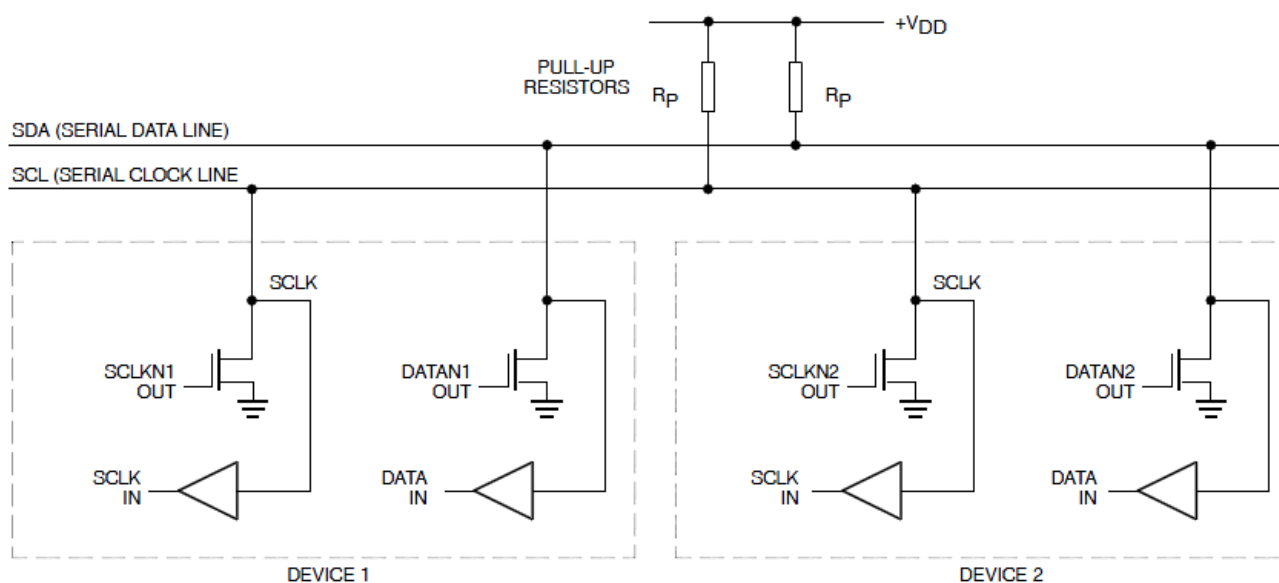 +VDD
PULL-UP
RESISTORS
RP
RP
SDA (SERIAL DATA LINE)
SCL (SERIAL CLOCK LINE
SCLK
SCLK
SCLKN1
OUT
DATAN1
OUT
SCLKN2
OUT
DATAN2
OUT
SCLK
IN
DATA
IN
SCLK
IN
DATA
IN
DEVICE 1
DEVICE 2